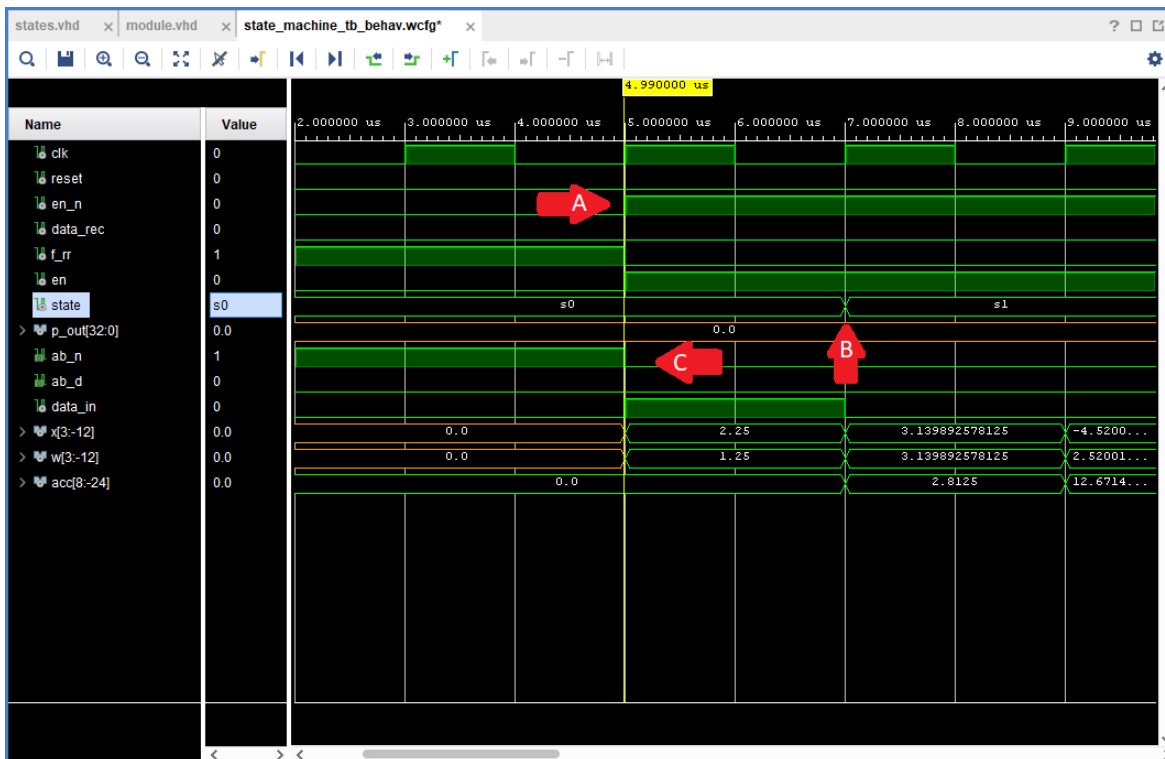 states.vhd × module.vhd × state_machine_tb_behav.wcfg* × ?
4.990000 us
Name Value 2.000000 us 3.000000 us 4.000000 us 5.000000 us 6.000000 us 7.000000 us 8.000000 us 9.000000 us
clk 0
reset 0
en_n 0 A
data_rec 0
f_rr 1
en 0
state s0 s0 s1
> p_out[32:0] 0.0 0.0
ab_n 1 C B
ab_d 0
data_in 0
> x[3:-12] 0.0 0.0 2.25 3.139892578125 -4.5200...
> w[3:-12] 0.0 0.0 1.25 3.139892578125 2.52001...
> acc[8:-24] 0.0 0.0 2.8125 12.6714...